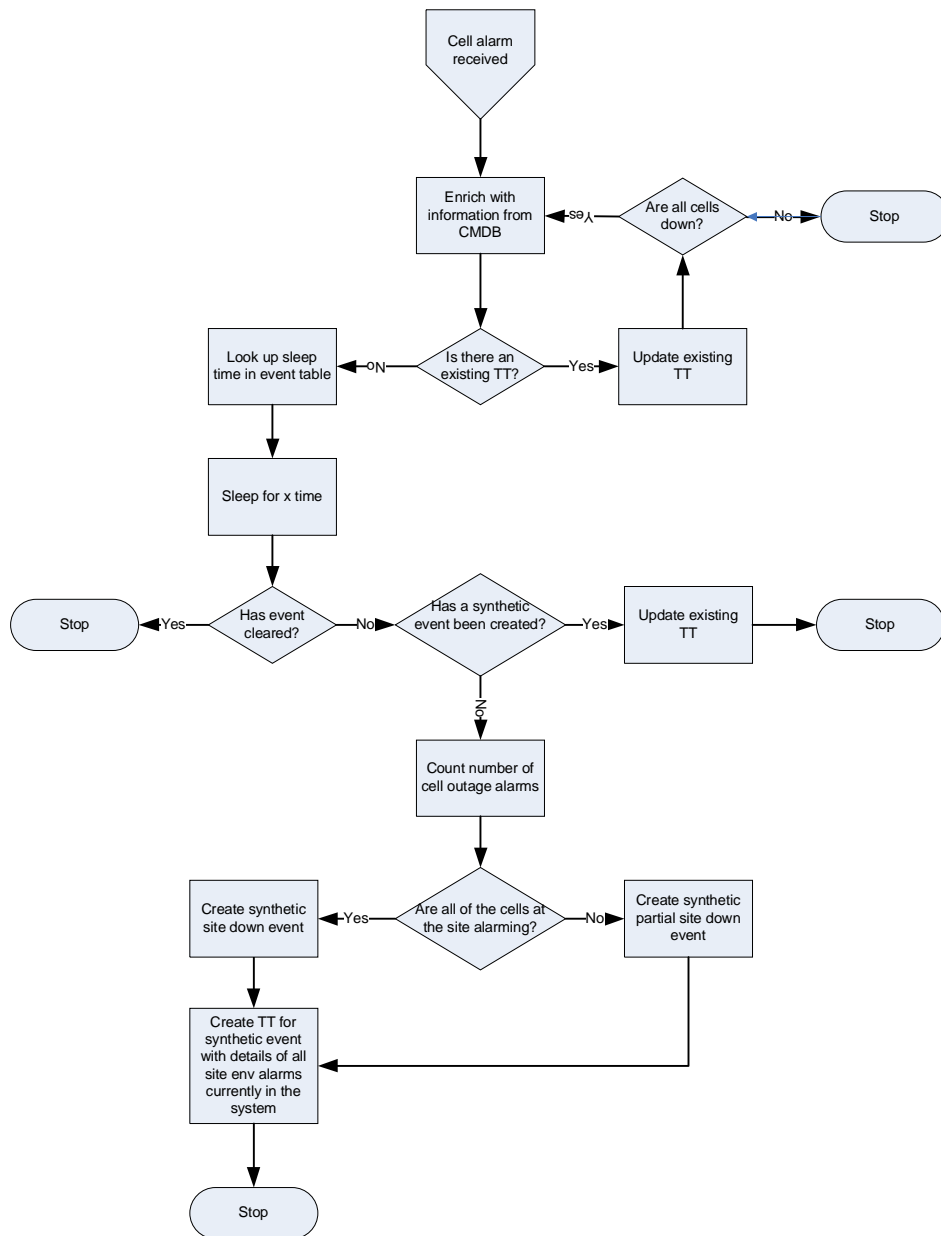 Cell alarm
received
Enrich with
information from
CMDB
Yes
Are all cells
down?
No
Stop
Look up sleep
time in event table
No
Is there an
existing TT?
Yes
Update existing
TT
Sleep for x time
Stop
Yes
Has event
cleared?
No
Has a synthetic
event been created?
Yes
Update existing
TT
Stop
No
Count number of
cell outage alarms
Create synthetic
site down event
Yes
Are all of the cells at
the site alarming?
No
Create synthetic
partial site down
event
Create TT for
synthetic event
with details of all
site env alarms
currently in the
system
Stop